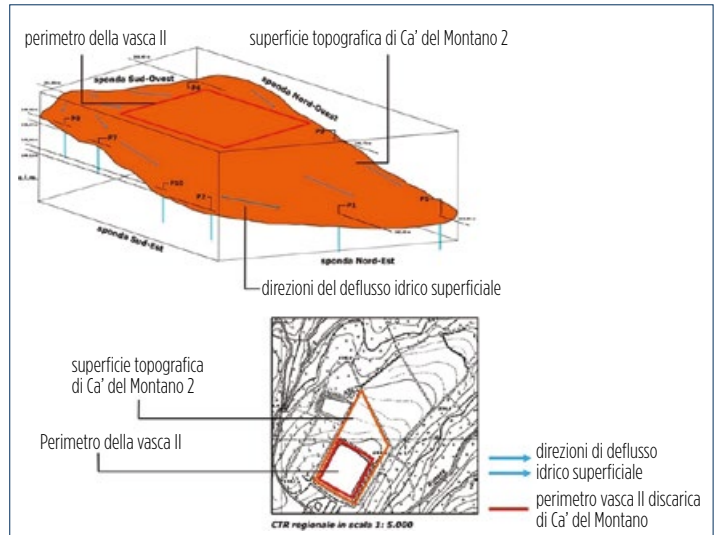 perimetro della vasca II
superficie topografica di Ca' del Montano 2
sponda Sud-Ovest
sponda Nord-Ovest
P8
P7
P10
sponda Sud-Est
sponda Nord-Est
direzioni del deflusso idrico superficiale
superficie topografica
di Ca' del Montano 2
Perimetro della vasca II
direzioni di deflusso
idrico superficiale
perimetro vasca II discarica
di Ca' del Montano
CTR regionale in scala 1: 5.000